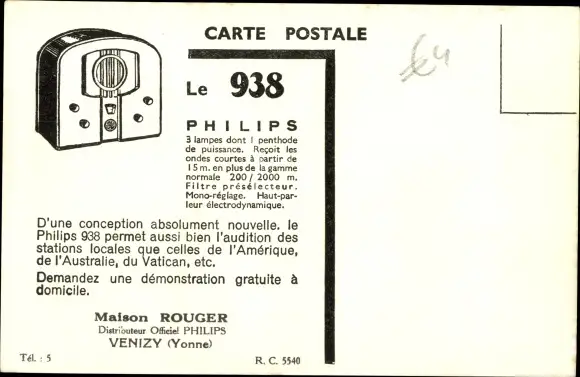 CARTE POSTALE
Le 938
PHILIPS
3 lampes dont 1 penthode
de puissance. Reçoit les
ondes courtes à partir de
15 m. en plus de la gamme
normale 200 / 2000 m.
Filtre présélecteur.
Mono-réglage. Haut-par-
leur électrodynamique.
D'une conception absolument nouvelle, le
Philips 938 permet aussi bien l'audition des
stations locales que celles de l'Amérique,
de l'Australie, du Vatican, etc.
Demandez une démonstration gratuite à
domicile.
Maison ROUGER
Distributeur Officiel PHILIPS
VENIZY (Yonne)
Tél. : 5
R. C. 5540